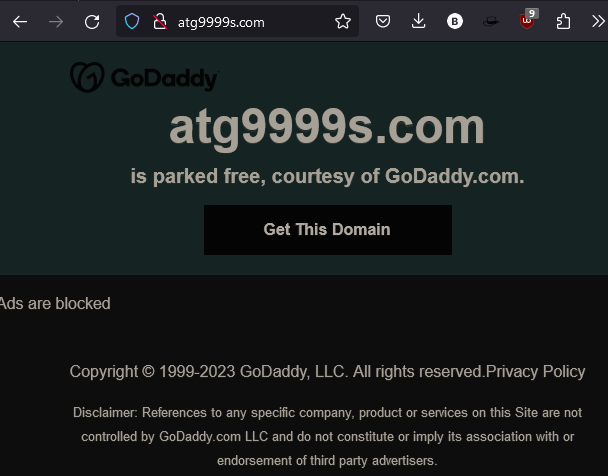 atg9999s.com
9
GoDaddy
atg9999s.com
is parked free, courtesy of GoDaddy.com.
Get This Domain
Ads are blocked
Copyright © 1999-2023 GoDaddy, LLC. All rights reserved.Privacy Policy
Disclaimer: References to any specific company, product or services on this Site are not
controlled by GoDaddy.com LLC and do not constitute or imply its association with or
endorsement of third party advertisers.